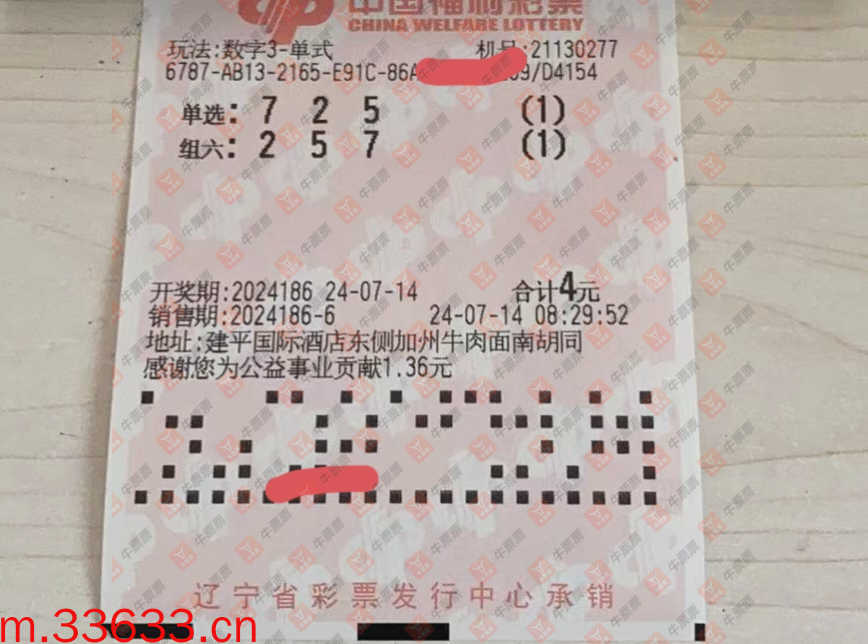 中国福利彩票
CHINA WELFARE LOTTERY
玩法:数字3-单式 机号:21130277
6787-AB13-2165-E91C-86A 09/D4154
单选: 7 2 5 (1)
组六: 2 5 7 (1)
开奖期:2024186 24-07-14 合计4元
销售期:2024186-6 24-07-14 08:29:52
地址:建平国际酒店东侧加州牛肉面南胡同
感谢您为公益事业贡献1.36元
辽宁省彩票发行中心承销
m.33633.cn